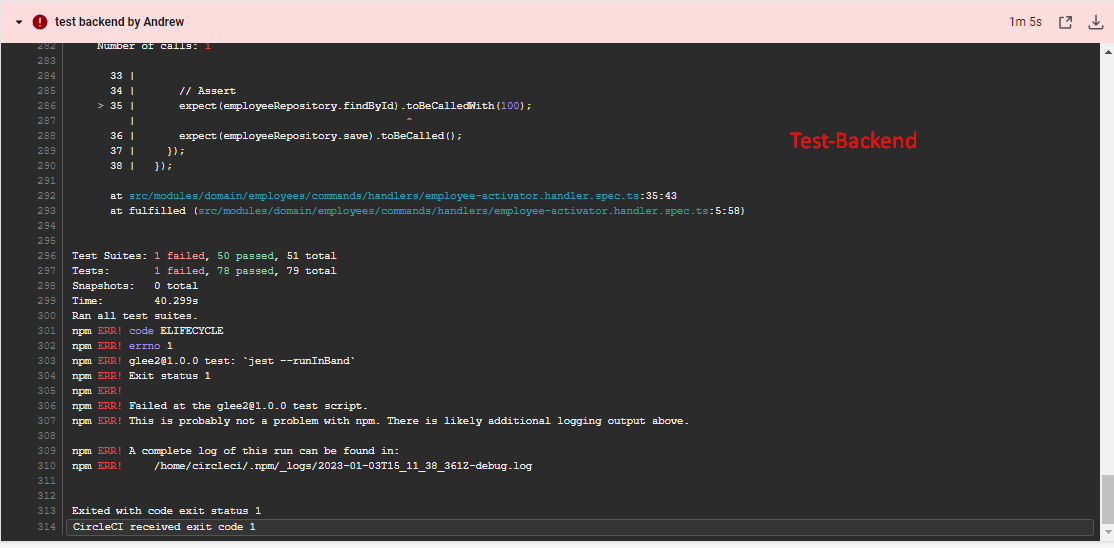 test backend by Andrew 1m 5s
282 Number of calls: 1
283
284 33 |
285 34 | // Assert
286 > 35 | expect(employeeRepository.findById).toBeCalledWith(100);
287 | ^
288 36 | expect(employeeRepository.save).toBeCalled();
289 37 | });
290 38 | });
291
292 at src/modules/domain/employees/commands/handlers/employee-activator.handler.spec.ts:35:43
293 at fulfilled (src/modules/domain/employees/commands/handlers/employee-activator.handler.spec.ts:5:58)
294
295
296 Test Suites: 1 failed, 50 passed, 51 total
297 Tests: 1 failed, 78 passed, 79 total
298 Snapshots: 0 total
299 Time: 40.299s
300 Ran all test suites.
301 npm ERR! code ELIFECYCLE
302 npm ERR! errno 1
303 npm ERR! glee2@1.0.0 test: `jest --runInBand`
304 npm ERR! Exit status 1
305 npm ERR!
306 npm ERR! Failed at the glee2@1.0.0 test script.
307 npm ERR! This is probably not a problem with npm. There is likely additional logging output above.
308
309 npm ERR! A complete log of this run can be found in:
310 npm ERR! /home/circleci/.npm/_logs/2023-01-03T15_11_38_361Z-debug.log
311
312
313 Exited with code exit status 1
314 CircleCI received exit code 1
Test-Backend